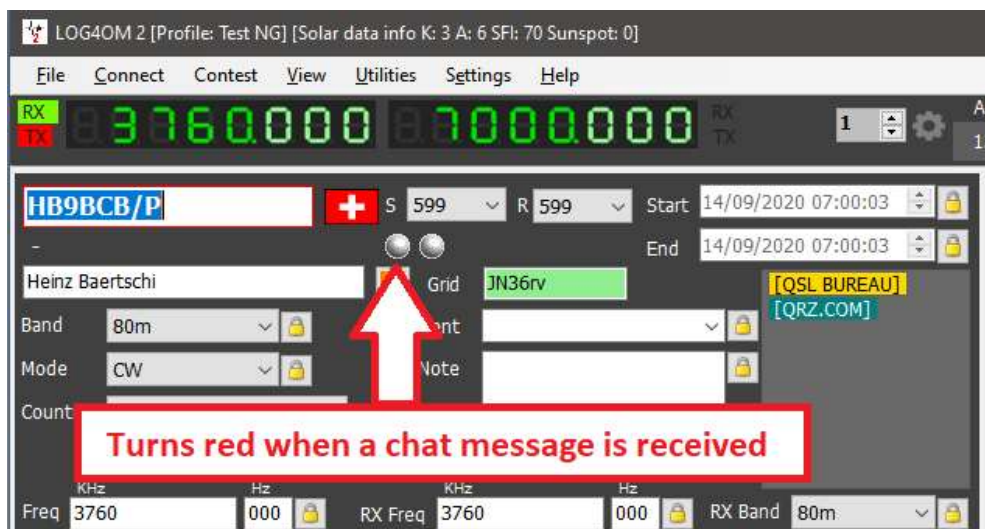 LOG4OM 2 [Profile: Test NG] [Solar data info K: 3 A: 6 SFI: 70 Sunspot: 0]
File Connect Contest View Utilities Settings Help
RX 3760.000 7000.000 RX 1 A
TX TX 1
HB9BCB/P S 599 R 599 Start 14/09/2020 07:00:03
- End 14/09/2020 07:00:03
Heinz Baertschi Grid JN36rv [QSL BUREAU]
Band 80m ent [QRZ.COM]
Mode CW Note
Count
Turns red when a chat message is received
KHz Hz KHz Hz
Freq 3760 000 RX Freq 3760 000 RX Band 80m